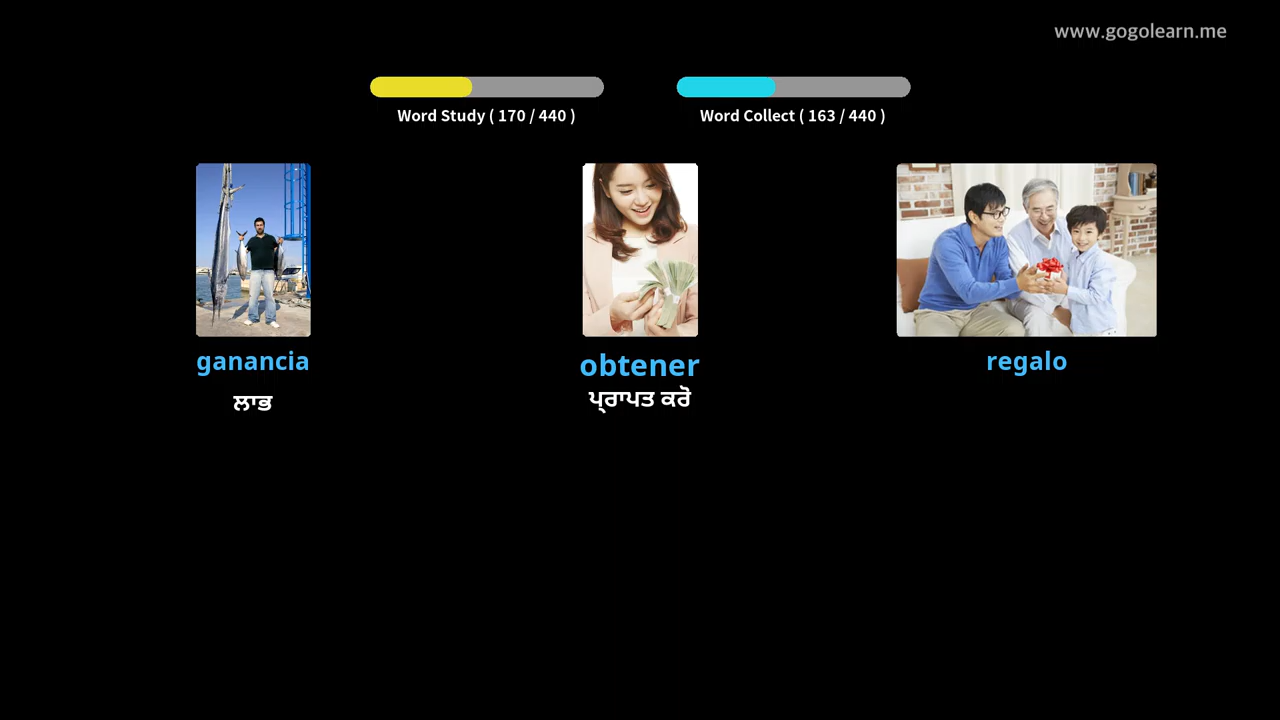 www.gogolearn.me
Word Study ( 170 / 440 )
Word Collect ( 163 / 440 )
ganancia
obtener
regalo
ਲਾਭ
ਪ੍ਰਾਪਤ ਕਰੋ